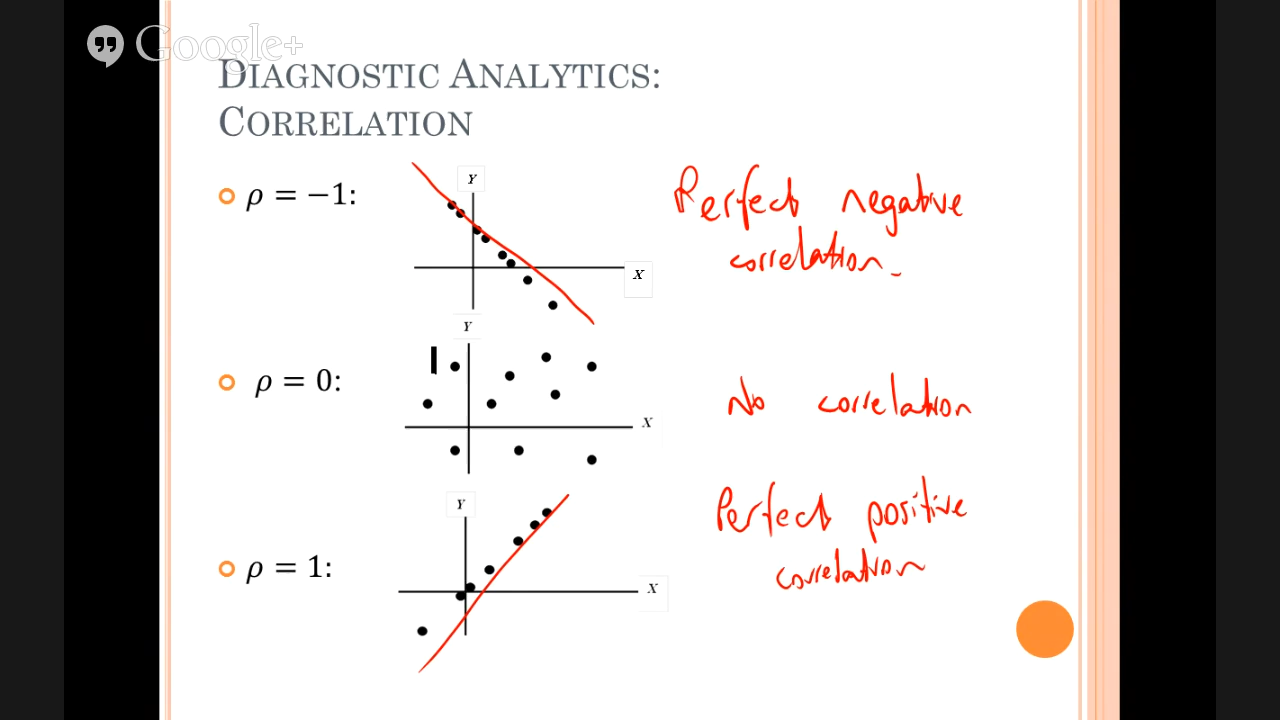 Google+
DIAGNOSTIC ANALYTICS:
CORRELATION
ρ = −1:
Y
X
Perfect negative
correlation.
ρ = 0:
Y
X
No correlation
ρ = 1:
Y
X
Perfect positive
correlation